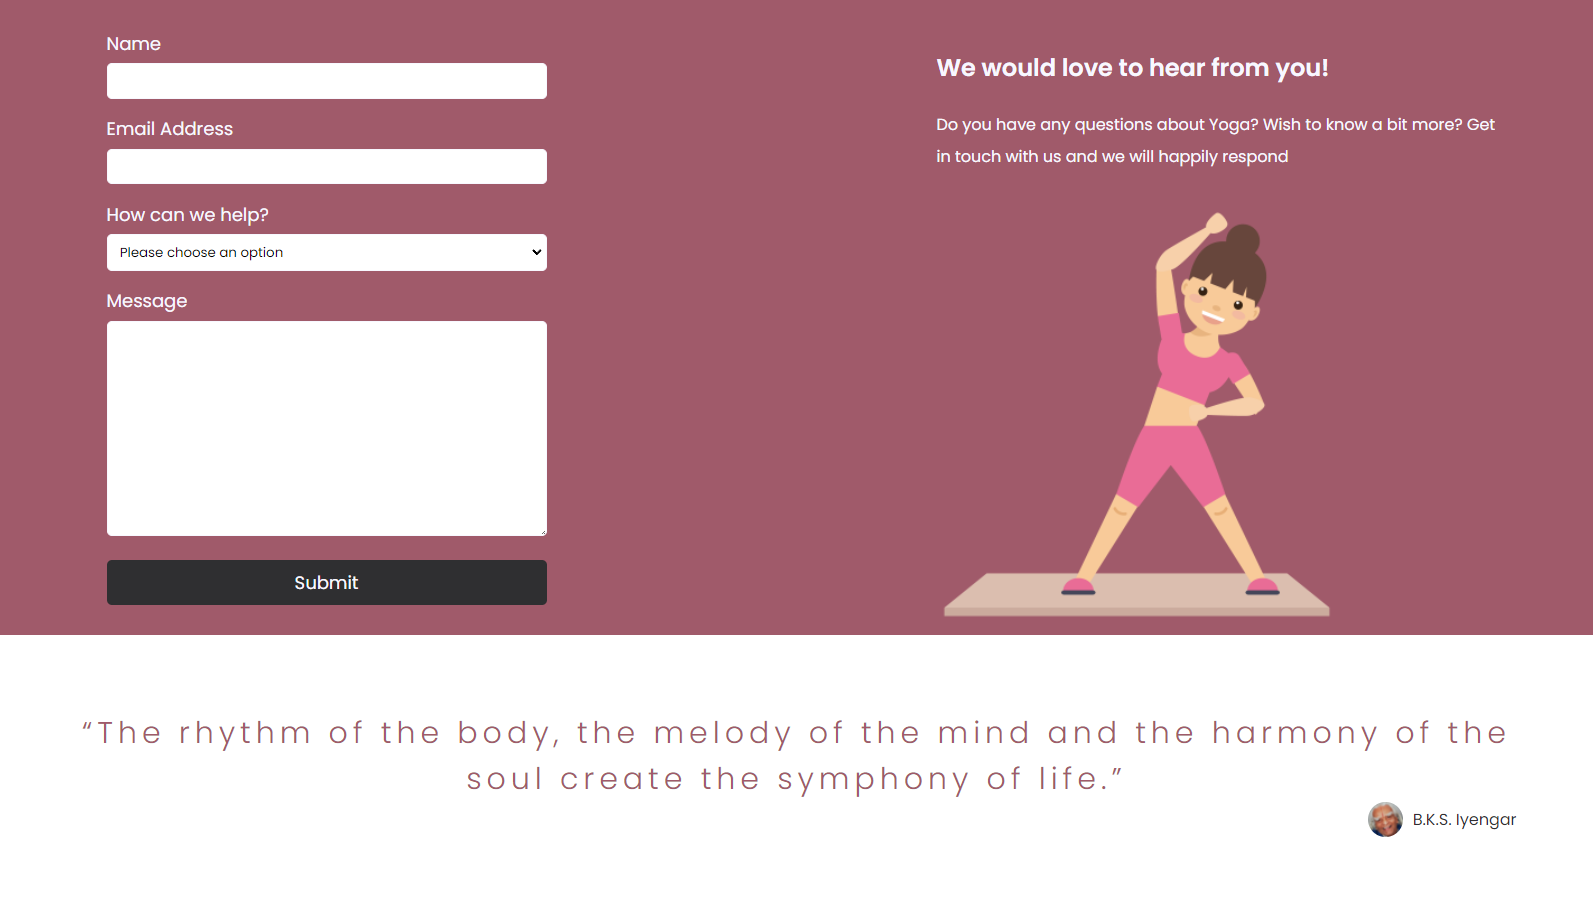 Name
Email Address
How can we help?
Please choose an option
Message
Submit
We would love to hear from you!
Do you have any questions about Yoga? Wish to know a bit more? Get
in touch with us and we will happily respond
“The rhythm of the body, the melody of the mind and the harmony of the
soul create the symphony of life.”
B.K.S. Iyengar